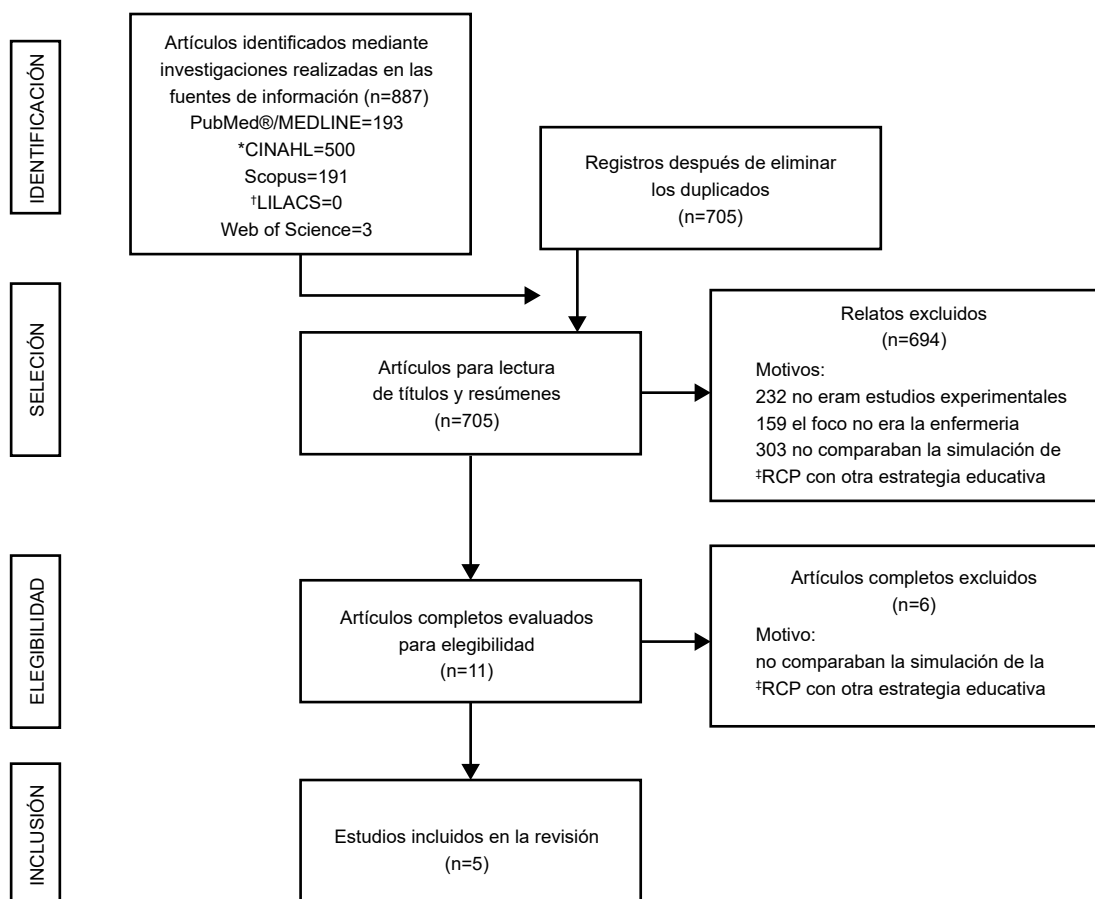 IDENTIFICACIÓN
Artículos identificados mediante
investigaciones realizadas en las
fuentes de información (n=887)
PubMed®/MEDLINE=193
*CINAHL=500
Scopus=191
†LILACS=0
Web of Science=3
Registros después de eliminar
los duplicados
(n=705)
SELECIÓN
Artículos para lectura
de títulos y resúmenes
(n=705)
Relatos excluidos
(n=694)
Motivos:
232 no eram estudios experimentales
159 el foco no era la enfermeria
303 no comparaban la simulación de
‡RCP con otra estrategia educativa
ELEGIBILIDAD
Artículos completos evaluados
para elegibilidad
(n=11)
Artículos completos excluidos
(n=6)
Motivo:
no comparaban la simulación de la
‡RCP con otra estrategia educativa
INCLUSIÓN
Estudios incluidos en la revisión
(n=5)